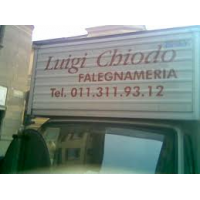 Luigi Chiodo
FALEGNAMERIA
Tel. 011.311.93.12